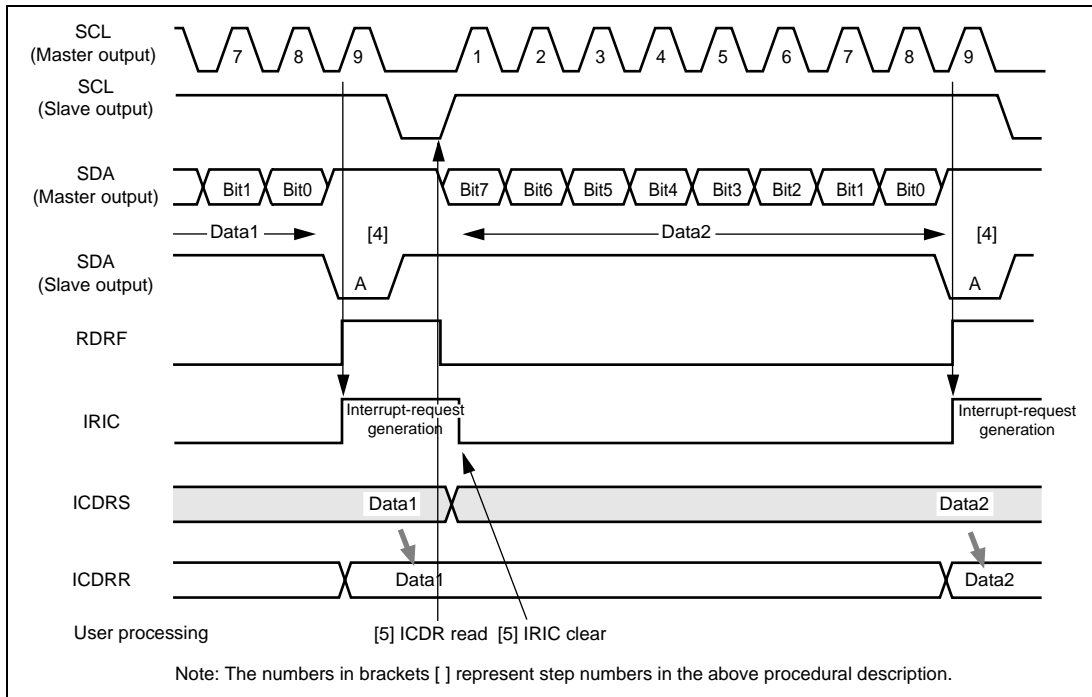 SCL
(Master output)
7 8 9 1 2 3 4 5 6 7 8 9
SCL
(Slave output)
SDA
(Master output)
Bit1 Bit0 Bit7 Bit6 Bit5 Bit4 Bit3 Bit2 Bit1 Bit0
Data1 [4] Data2 [4]
SDA
(Slave output)
A A
RDRF
IRIC
Interrupt-request
generation
Interrupt-request
generation
ICDRS
Data1 Data2
ICDRR
Data1 Data2
User processing
[5] ICDR read [5] IRIC clear
Note: The numbers in brackets [ ] represent step numbers in the above procedural description.